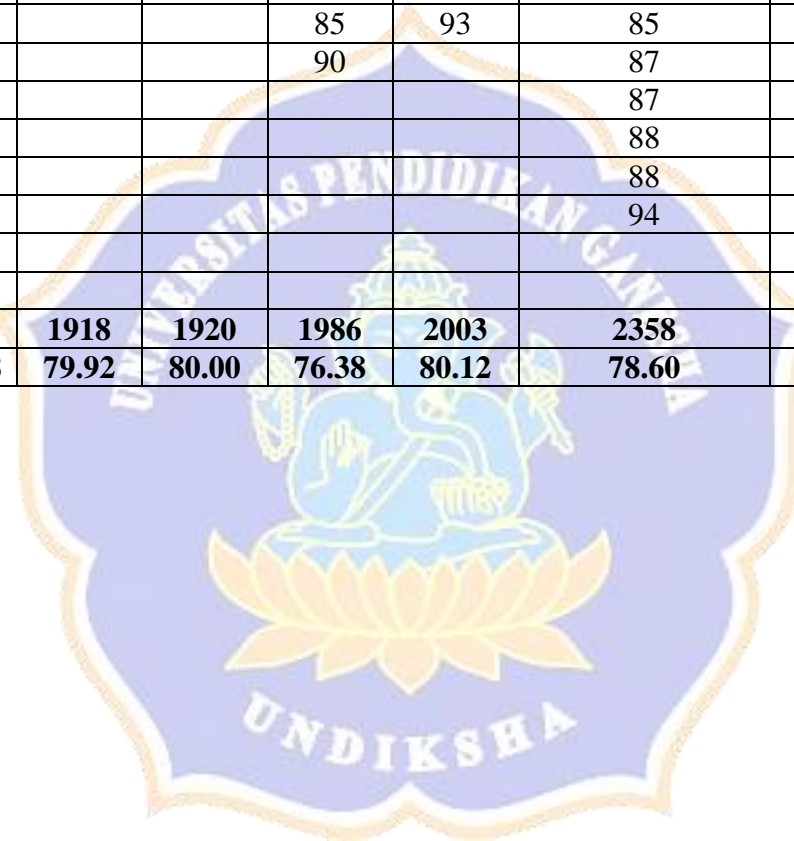 85 93 85
90 87
87
88
88
94
1918 1920 1986 2003 2358
79.92 80.00 76.38 80.12 78.60
UNIVERSITAS PENDIDIKAN GANESHA
UNDIKSHA